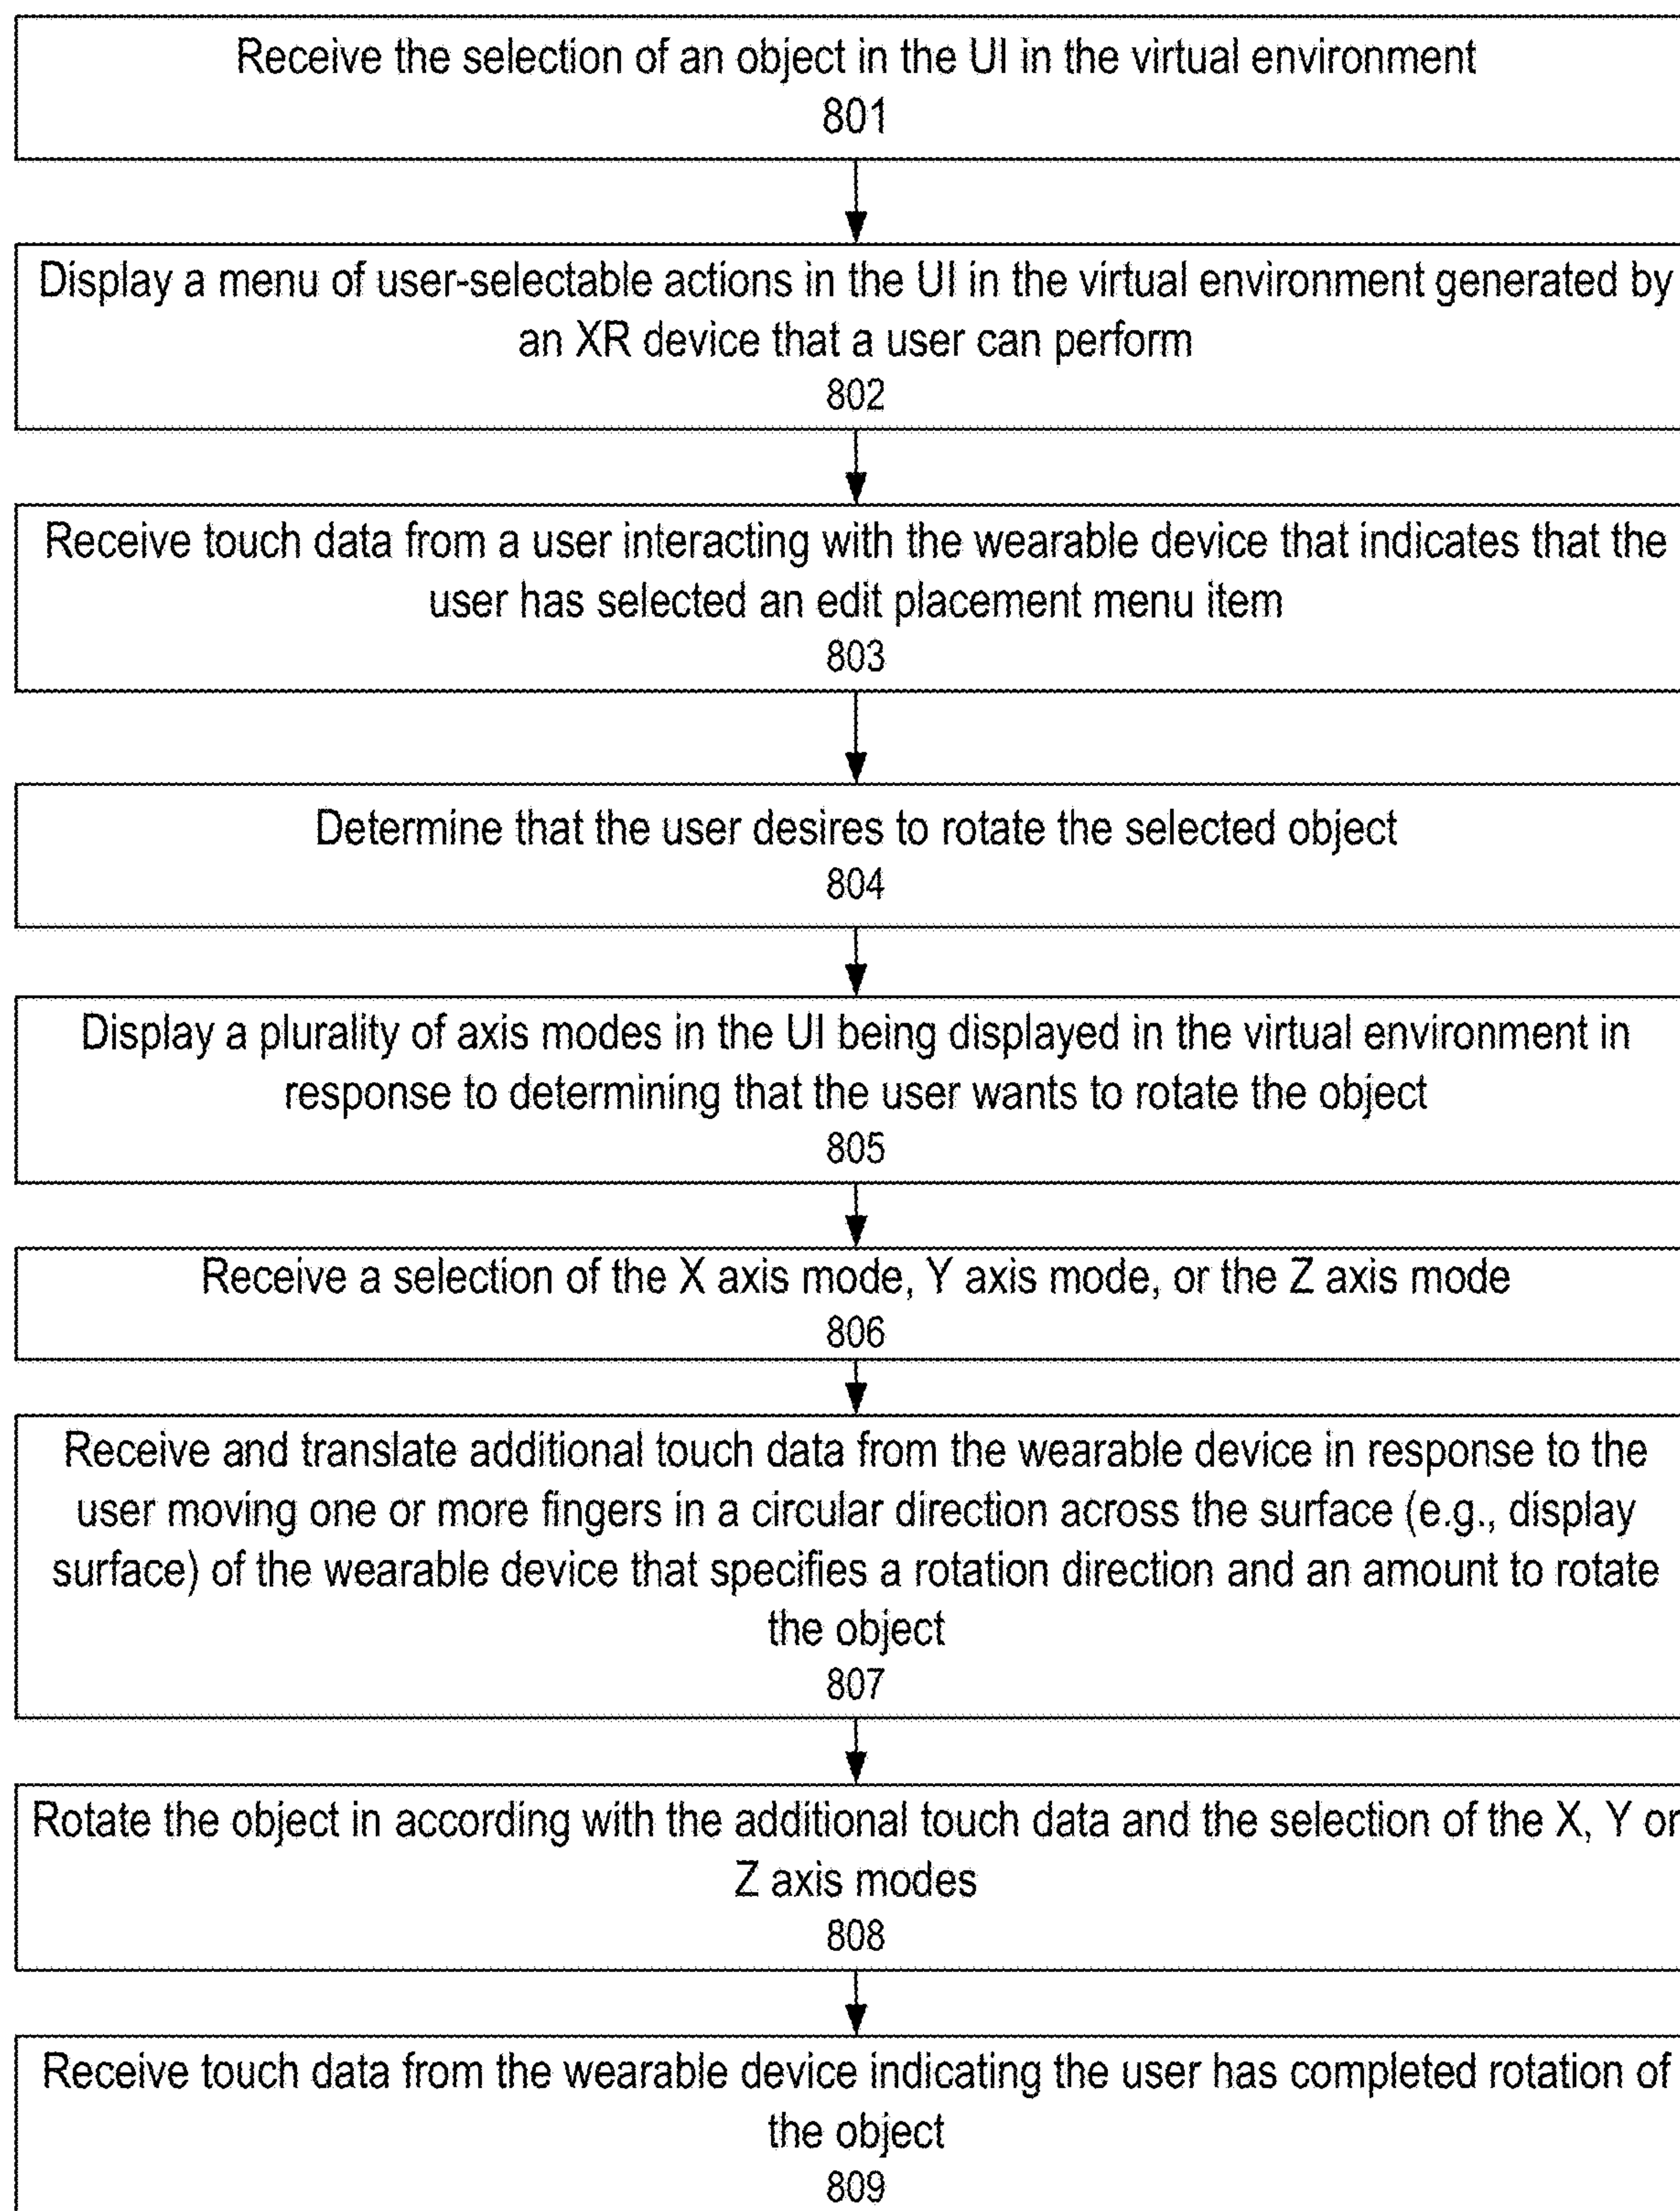 Receive the selection of an object in the UI in the virtual environment
801
Display a menu of user-selectable actions in the UI in the virtual environment generated by
an XR device that a user can perform
802
Receive touch data from a user interacting with the wearable device that indicates that the
user has selected an edit placement menu item
803
Determine that the user desires to rotate the selected object
804
Display a plurality of axis modes in the UI being displayed in the virtual environment in
response to determining that the user wants to rotate the object
805
Receive a selection of the X axis mode, Y axis mode, or the Z axis mode
806
Receive and translate additional touch data from the wearable device in response to the
user moving one or more fingers in a circular direction across the surface (e.g., display
surface) of the wearable device that specifies a rotation direction and an amount to rotate
the object
807
Rotate the object in according with the additional touch data and the selection of the X, Y or
Z axis modes
808
Receive touch data from the wearable device indicating the user has completed rotation of
the object
809